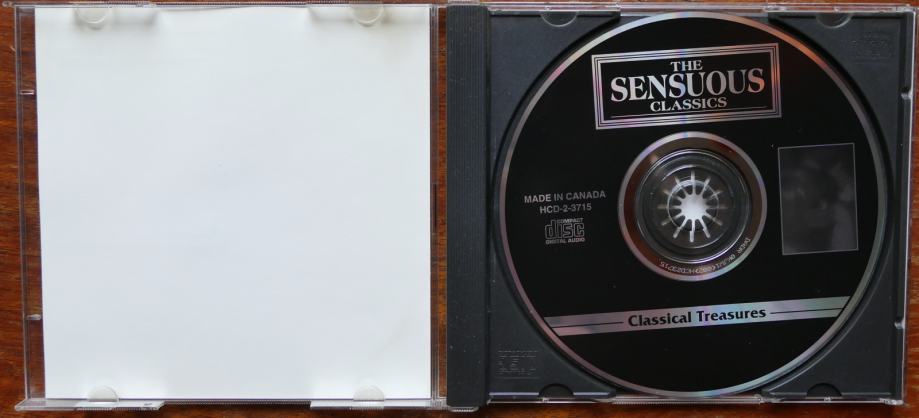 THE
SENSUOUS
CLASSICS
MADE IN CANADA
HCD-2-3715
COMPACT
disc
DIGITAL AUDIO
Classical Treasures